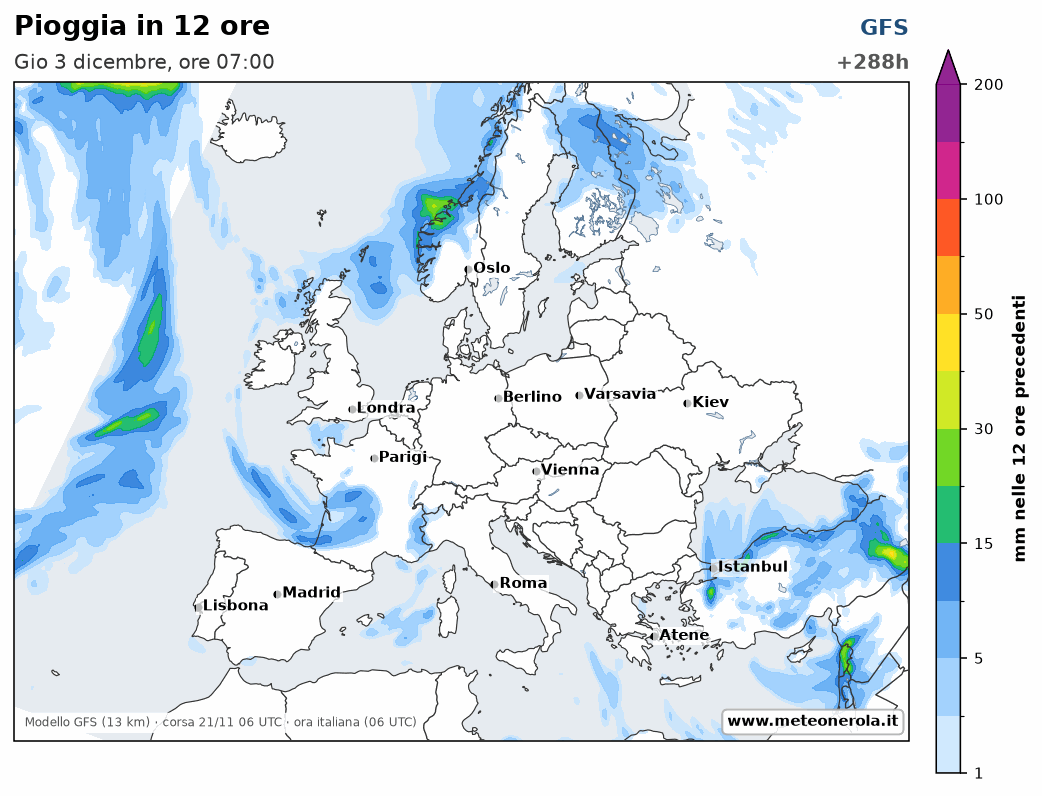 Pioggia in 12 ore
GFS
Gio 3 dicembre, ore 07:00
+288h
200
100
50
30
15
5
1
mm nelle 12 ore precedenti
Oslo
Berlino
Varsavia
Kiev
Londra
Parigi
Vienna
Istanbul
Madrid
Roma
Lisbona
Atene
Modello GFS (13 km) · corsa 21/11 06 UTC · ora italiana (06 UTC)
www.meteonerola.it